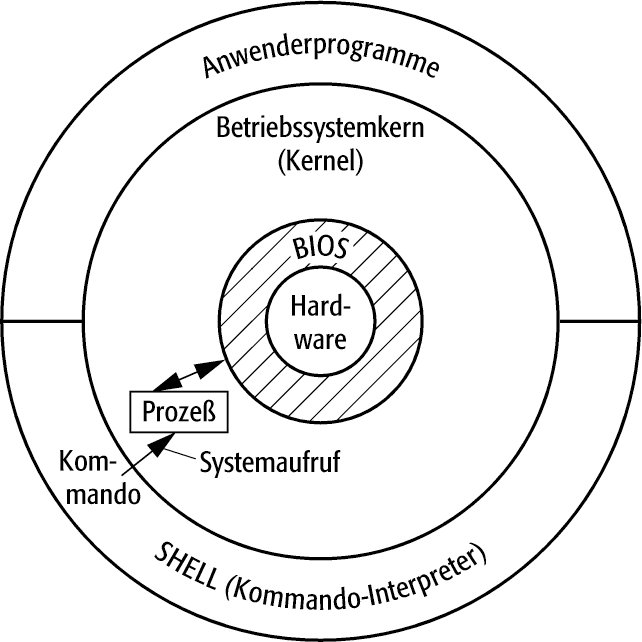 Anwenderprogramme
Betriebssystemkern
(Kernel)
BIOS
Hard-
ware
Prozeß
Kom-
mando
Systemaufruf
SHELL (Kommando-Interpreter)